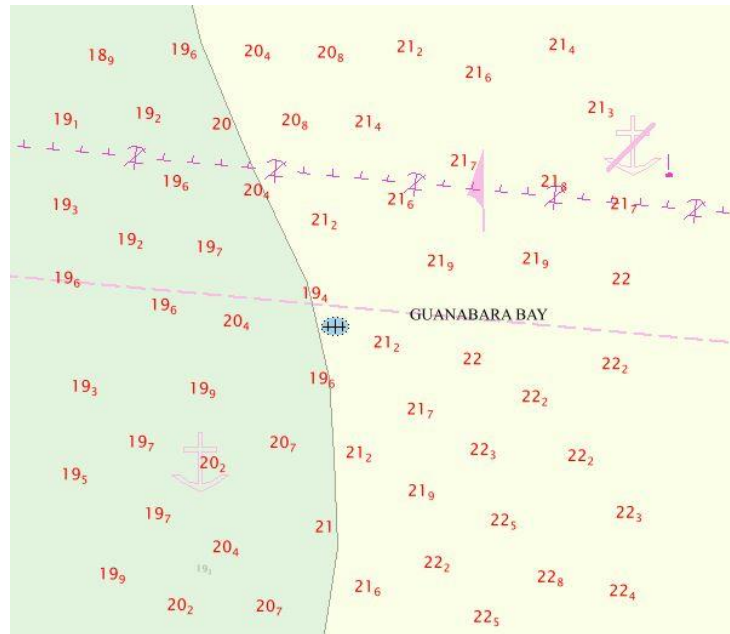 21₂ 21₄
19₆ 20₄ 20₈
18₉ 21₆
21₃
19₁ 19₂ 20 20₈ 21₄
21₇
19₆ 20₄ 21₈
19₃ 21₆ 21₇
21₂
19₂ 19₇
21₉ 21₉
19₆ 22
19₄
19₆
20₄ GUANABARA BAY
21₂
22 22₂
19₃ 19₉ 19₆
22₂
21₇
19₇ 20₇
21₂ 22₃ 22₂
19₅ 20₂
21₉
19₇ 22₅ 22₃
21
20₄
22₂
19₉ 19₁ 22₈
21₆ 22₄
20₂ 20₇
22₅